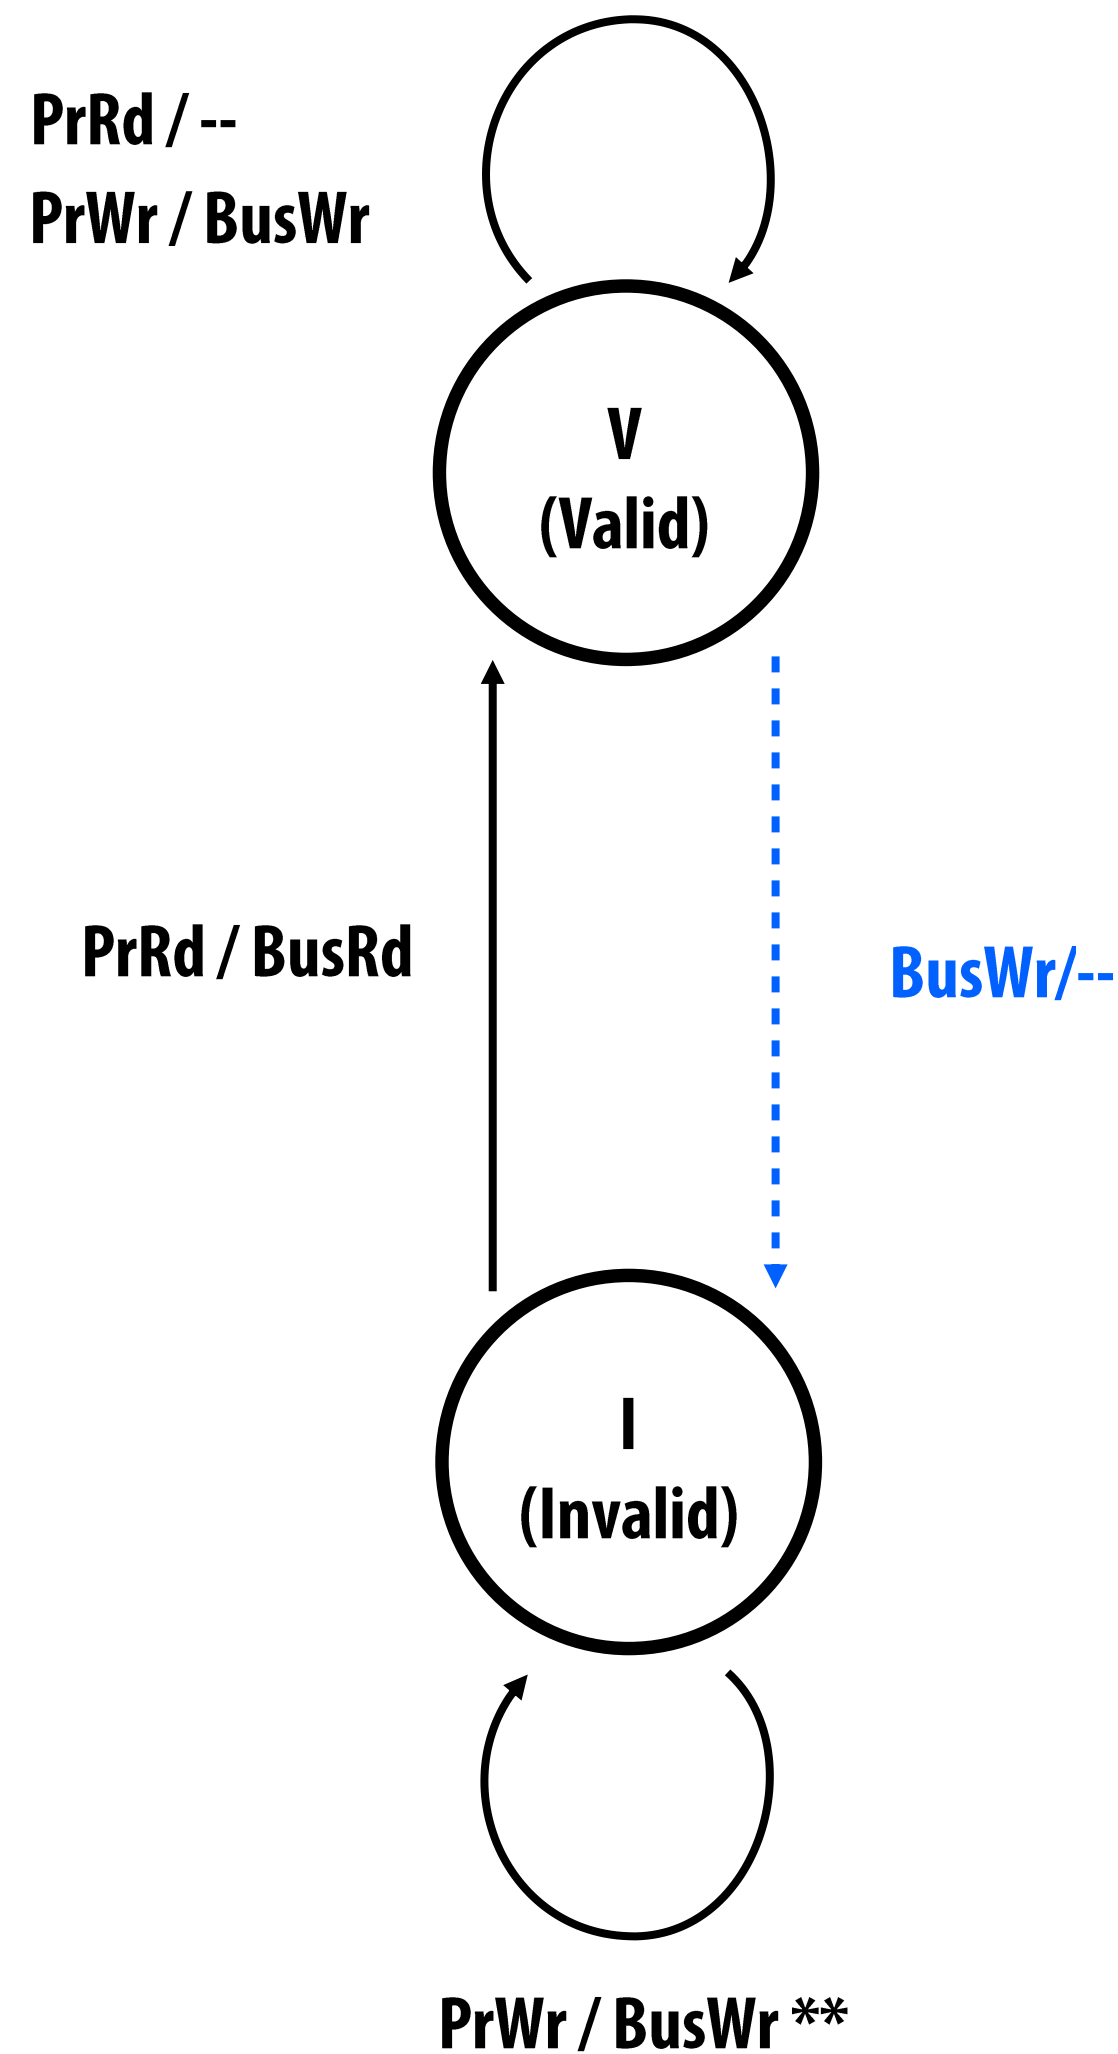 PrRd / --
PrWr / BusWr
V
(Valid)
PrRd / BusRd
BusWr/--
I
(Invalid)
PrWr / BusWr **